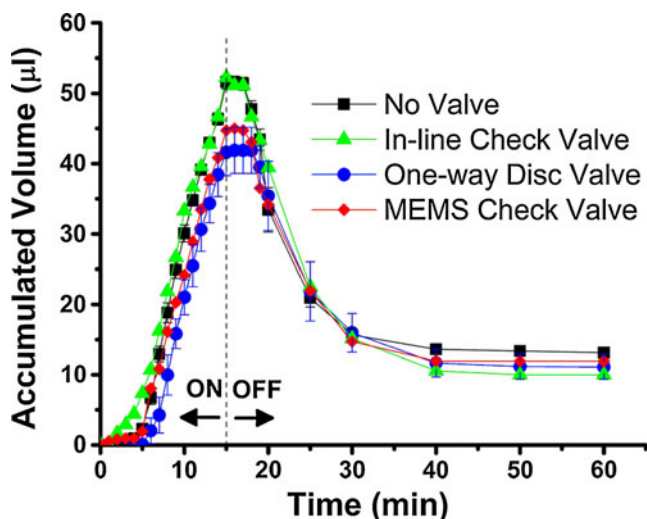 60
50
40
30
20
10
0
Accumulated Volume (µl)
No Valve
In-line Check Valve
One-way Disc Valve
MEMS Check Valve
ON OFF
0 10 20 30 40 50 60
Time (min)